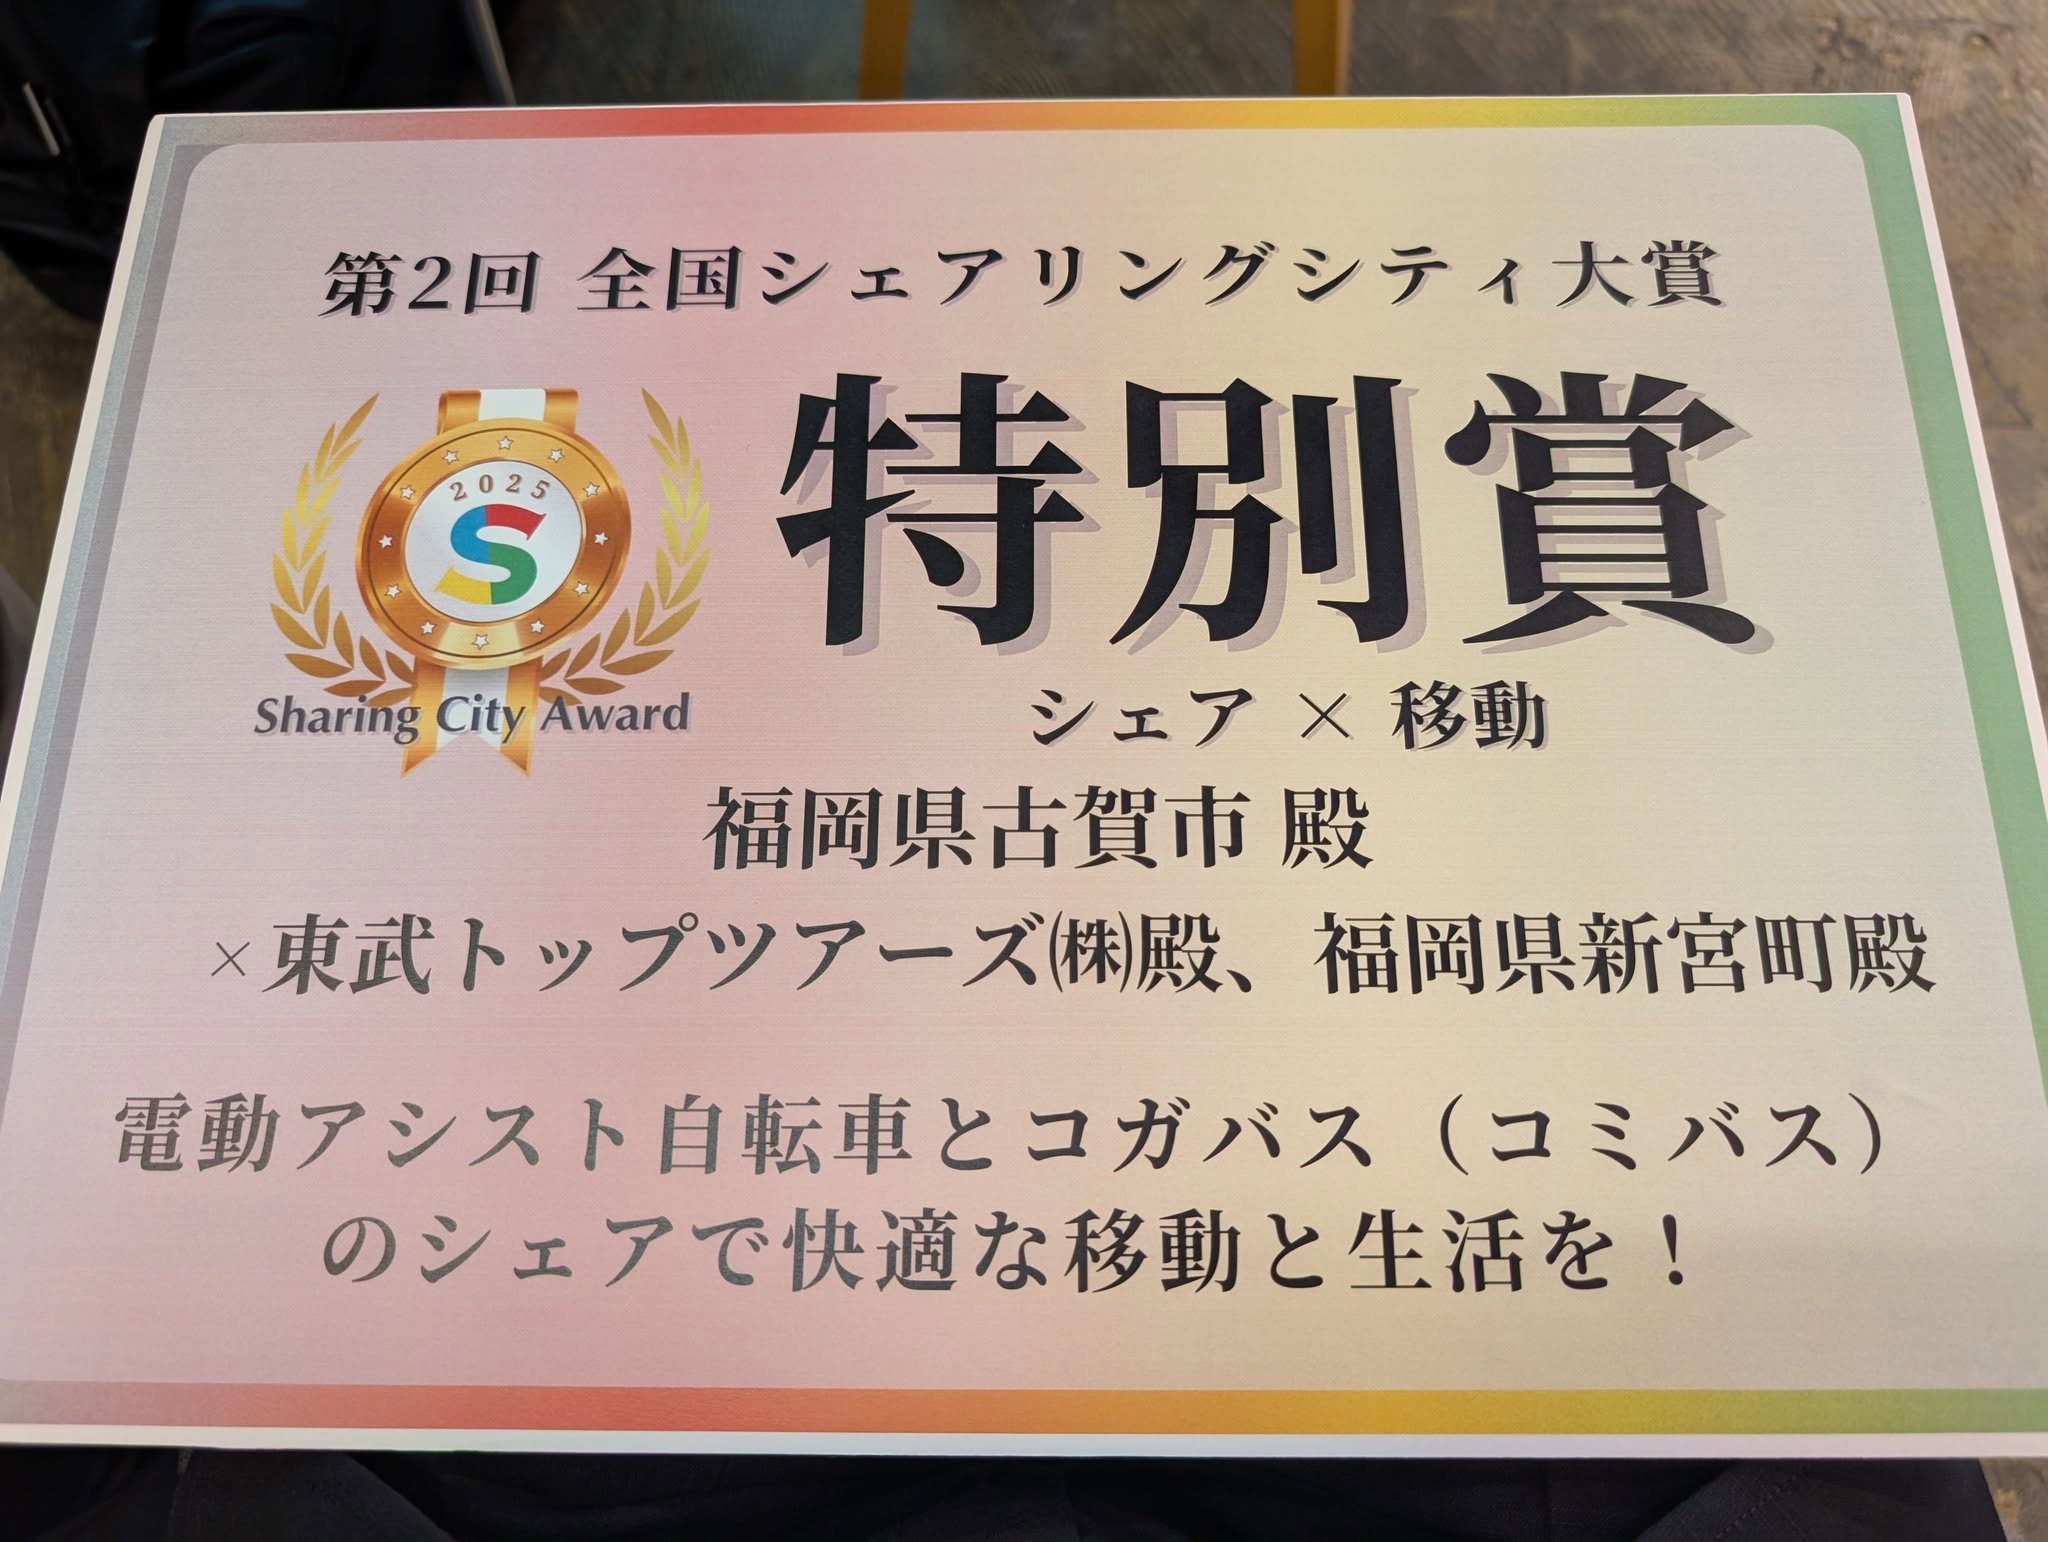 第2回 全国シェアリングシティ大賞
2025
S
Sharing City Award
特別賞
シェア × 移動
福岡県古賀市 殿
×東武トップツアーズ㈱殿、福岡県新宮町殿
電動アシスト自転車とコガバス（コミバス）
のシェアで快適な移動と生活を！